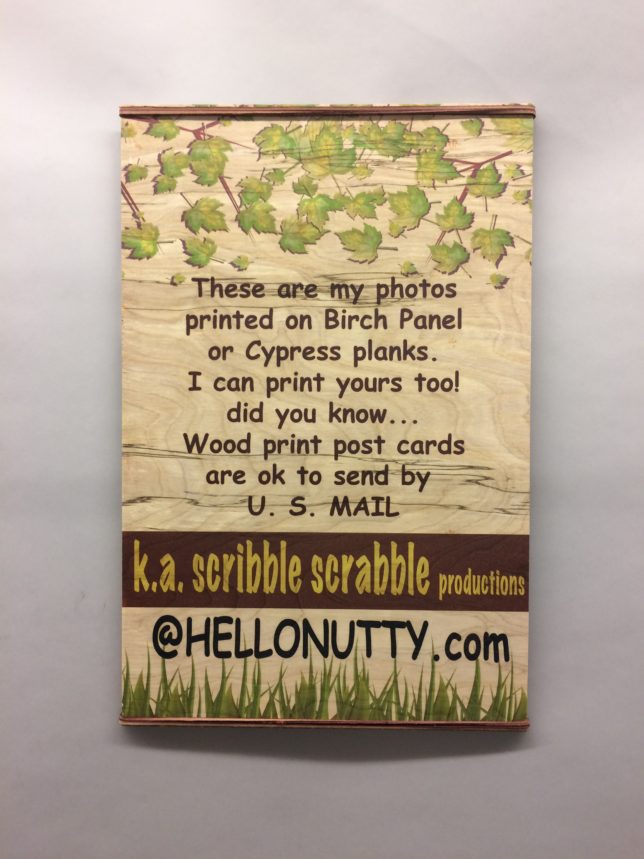 These are my photos
printed on Birch Panel
or Cypress planks.
I can print yours too!
did you know...
Wood print post cards
are ok to send by
U. S. MAIL
k.a. scribble scrabble productions
@HELLONUTTY.com